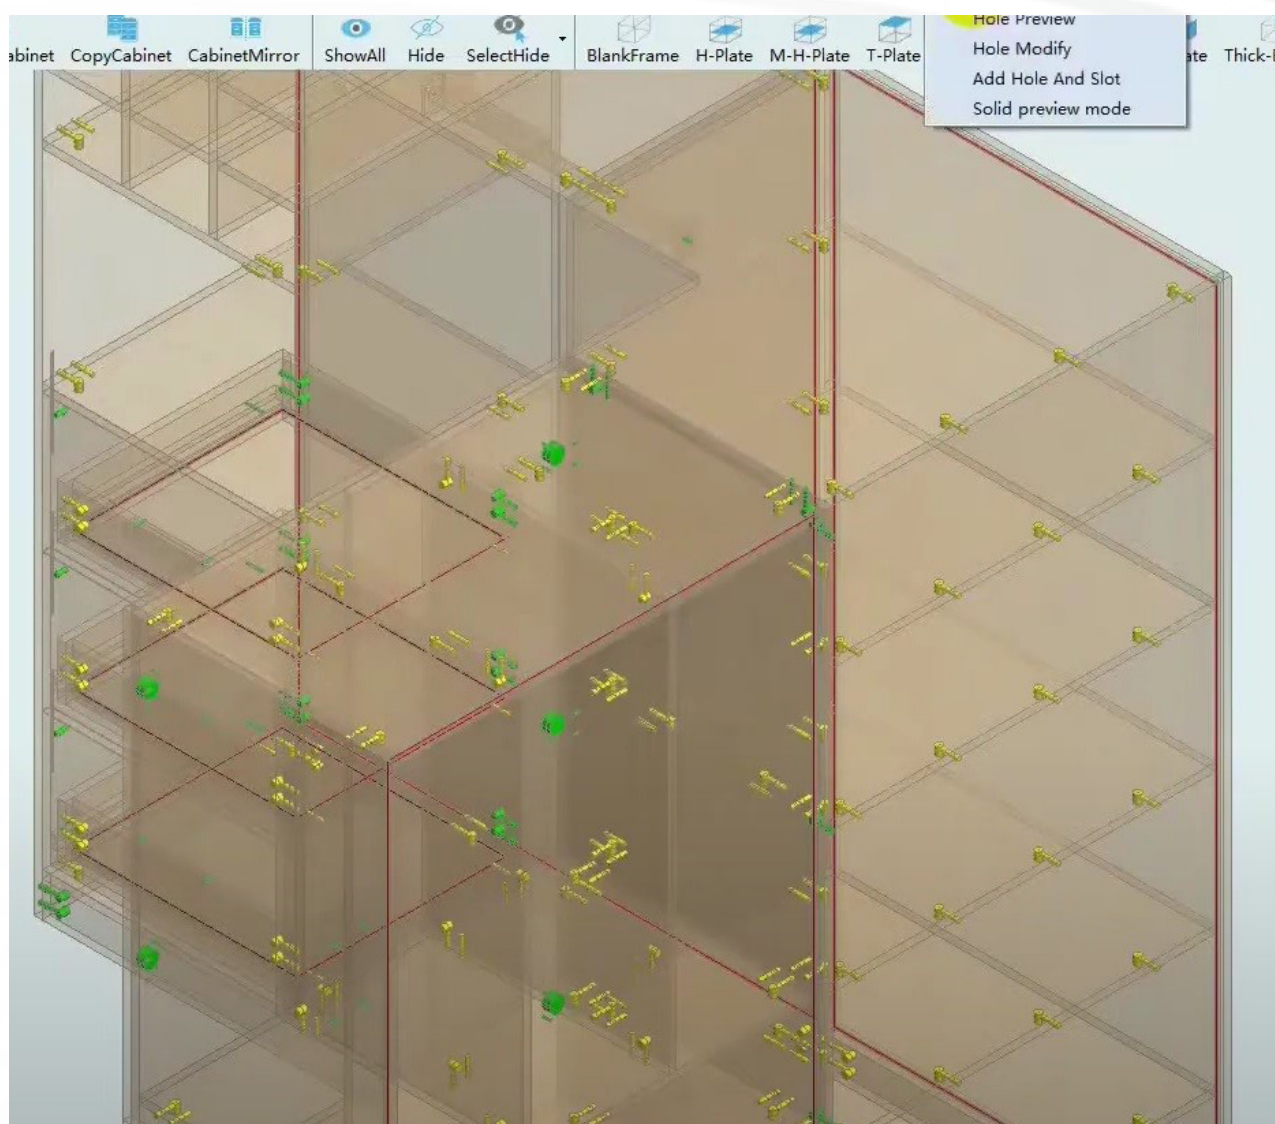 Hole Preview
abinet CopyCabinet CabinetMirror ShowAll Hide SelectHide BlankFrame H-Plate M-H-Plate T-Plate
Hole Modify
Add Hole And Slot
Solid preview mode
ate Thick-B